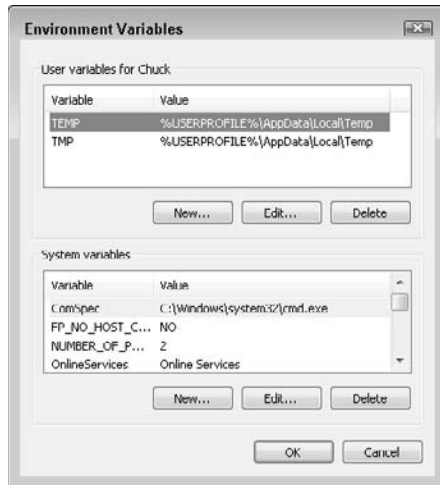 Environment Variables
User variables for Chuck
Variable Value
TEMP %USERPROFILE%\AppData\Local\Temp
TMP %USERPROFILE%\AppData\Local\Temp
New... Edit... Delete
System variables
Variable Value
ComSpec C:\Windows\system32\cmd.exe
FP_NO_HOST_C... NO
NUMBER_OF_P... 2
OnlineServices Online Services
New... Edit... Delete
OK Cancel